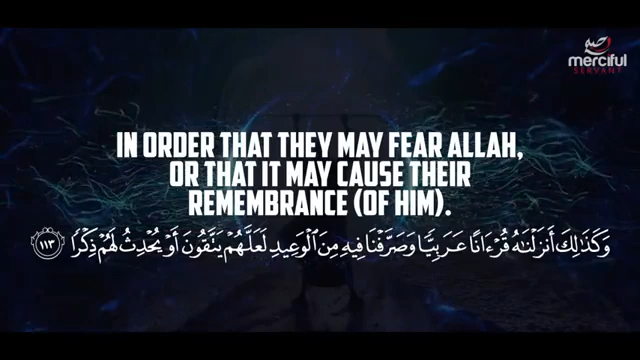 merciful
SERVANT
IN ORDER THAT THEY MAY FEAR ALLAH,
OR THAT IT MAY CAUSE THEIR
REMEMBRANCE (OF HIM).
وَكَذَٰلِكَ أَنزَلْنَاهُ قُرْءَانًا عَرَبِيًّا وَصَرَّفْنَا فِيهِ مِنَ ٱلْوَعِيدِ لَعَلَّهُمْ يَتَّقُونَ أَوْ يُحْدِثُ لَهُمْ ذِكْرًا ١١٣